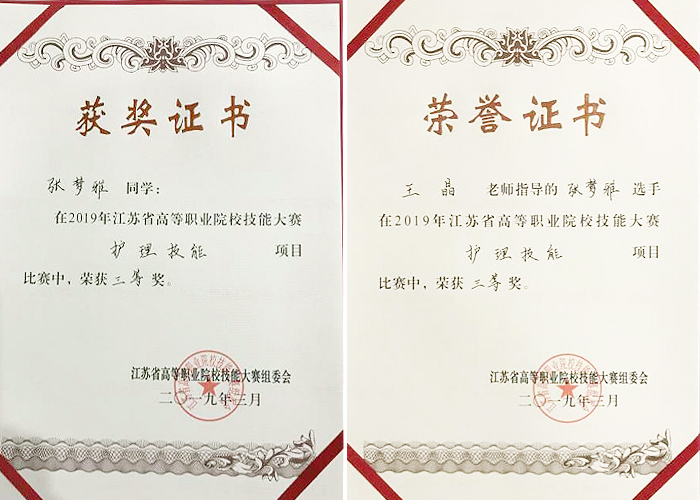 获奖证书
张梦雅 同学：
在2019年江苏省高等职业院校技能大赛
护理技能 项目
比赛中，荣获三等奖。
江苏省高等职业院校技能大赛组委会
二〇一九年三月
荣誉证书
王晶 老师指导的张梦雅选手
在2019年江苏省高等职业院校技能大赛
护理技能 项目
比赛中，荣获三等奖。
江苏省高等职业院校技能大赛组委会
二〇一九年三月